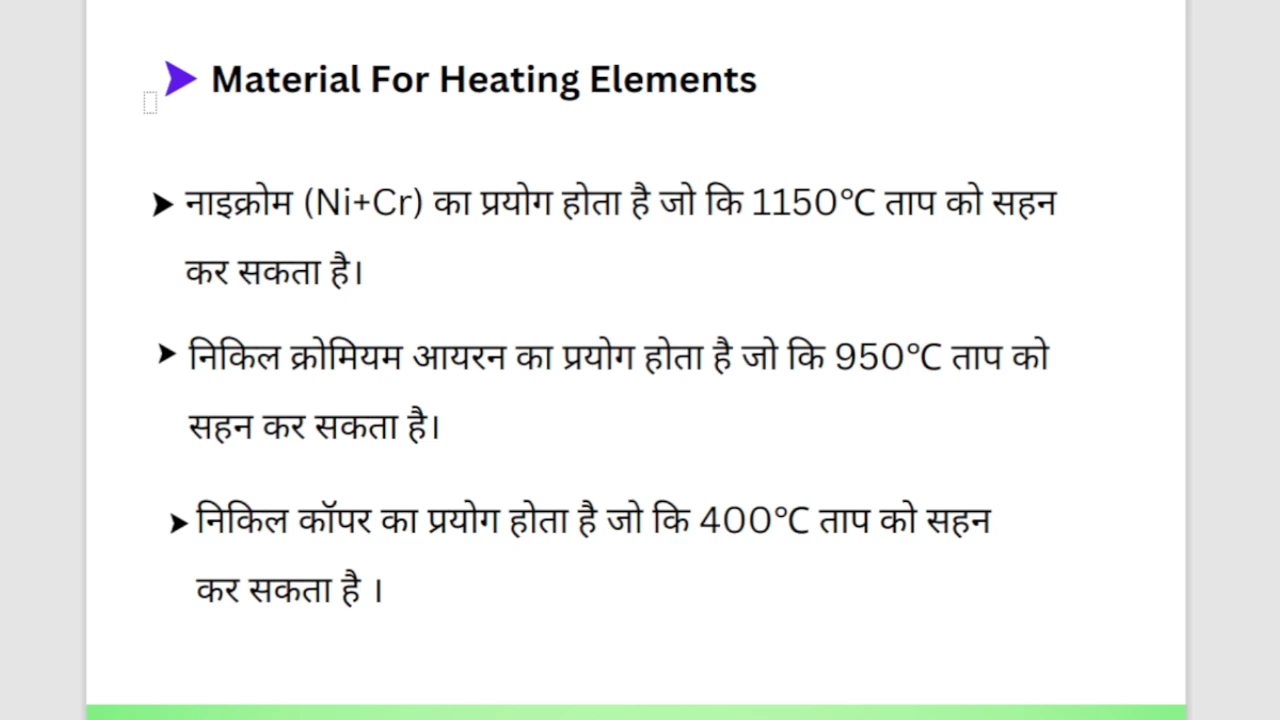 Material For Heating Elements
नाइक्रोम (Ni+Cr) का प्रयोग होता है जो कि 1150°C ताप को सहन
कर सकता है।
निकिल क्रोमियम आयरन का प्रयोग होता है जो कि 950°C ताप को
सहन कर सकता है।
निकिल कॉपर का प्रयोग होता है जो कि 400°C ताप को सहन
कर सकता है ।